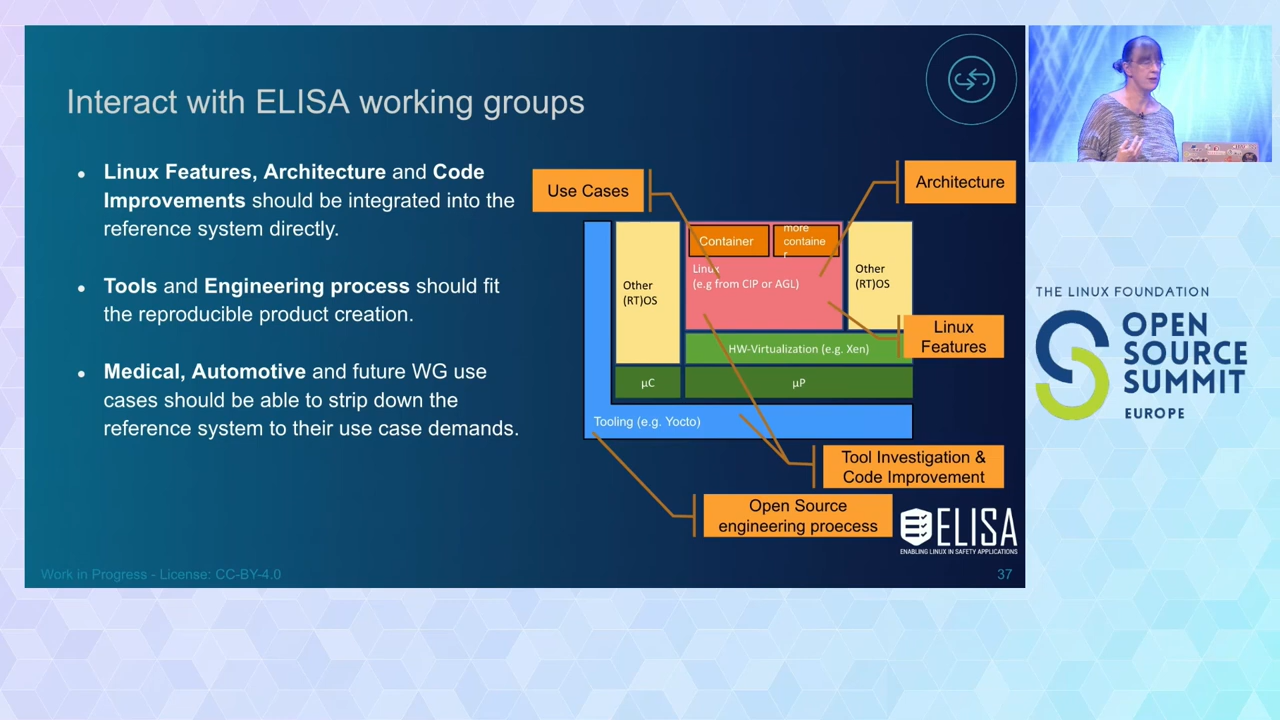 Interact with ELISA working groups
Linux Features, Architecture and Code
Improvements should be integrated into the
reference system directly.
Tools and Engineering process should fit
the reproducible product creation.
Medical, Automotive and future WG use
cases should be able to strip down the
reference system to their use case demands.
Use Cases
Architecture
Container
more
containe
r
Other
(RT)OS
Linux
(e.g from CIP or AGL)
Other
(RT)OS
Linux
Features
HW-Virtualization (e.g. Xen)
µC
µP
Tooling (e.g. Yocto)
Tool Investigation &
Code Improvement
Open Source
engineering proecess
ELISA
ENABLING LINUX IN SAFETY APPLICATIONS
Work in Progress - License: CC-BY-4.0
37
THE LINUX FOUNDATION
OPEN
SOURCE
SUMMIT
EUROPE